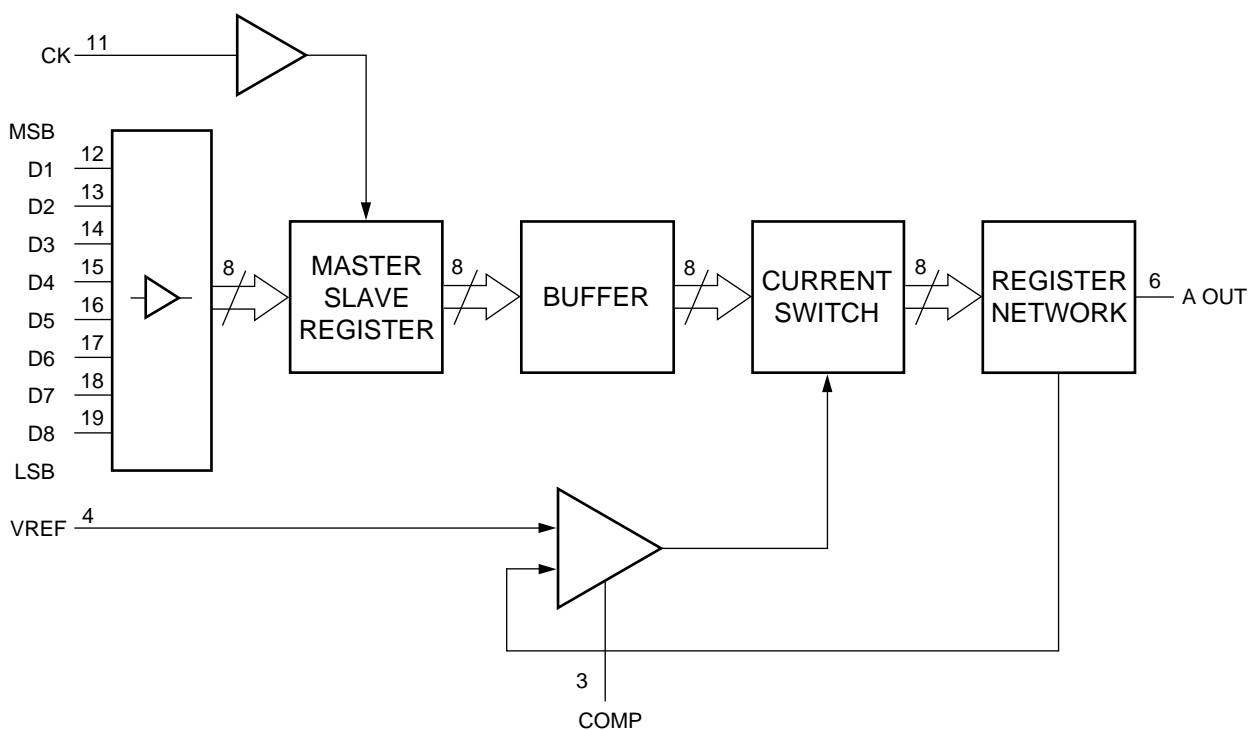 CK 11
MSB
D1 12
D2 13
D3 14
D4 15
D5 16
D6 17
D7 18
D8 19
LSB
8
MASTER
SLAVE
REGISTER
8
BUFFER
8
CURRENT
SWITCH
8
REGISTER
NETWORK
6 A OUT
VREF 4
3
COMP